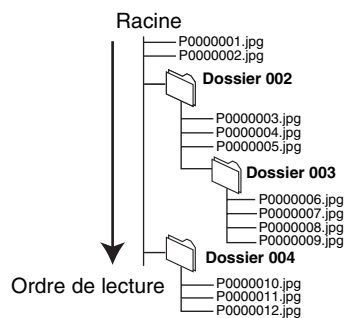 Racine
P0000001.jpg
P0000002.jpg
Dossier 002
P0000003.jpg
P0000004.jpg
P0000005.jpg
Dossier 003
P0000006.jpg
P0000007.jpg
P0000008.jpg
P0000009.jpg
Dossier 004
Ordre de lecture
P0000010.jpg
P0000011.jpg
P0000012.jpg